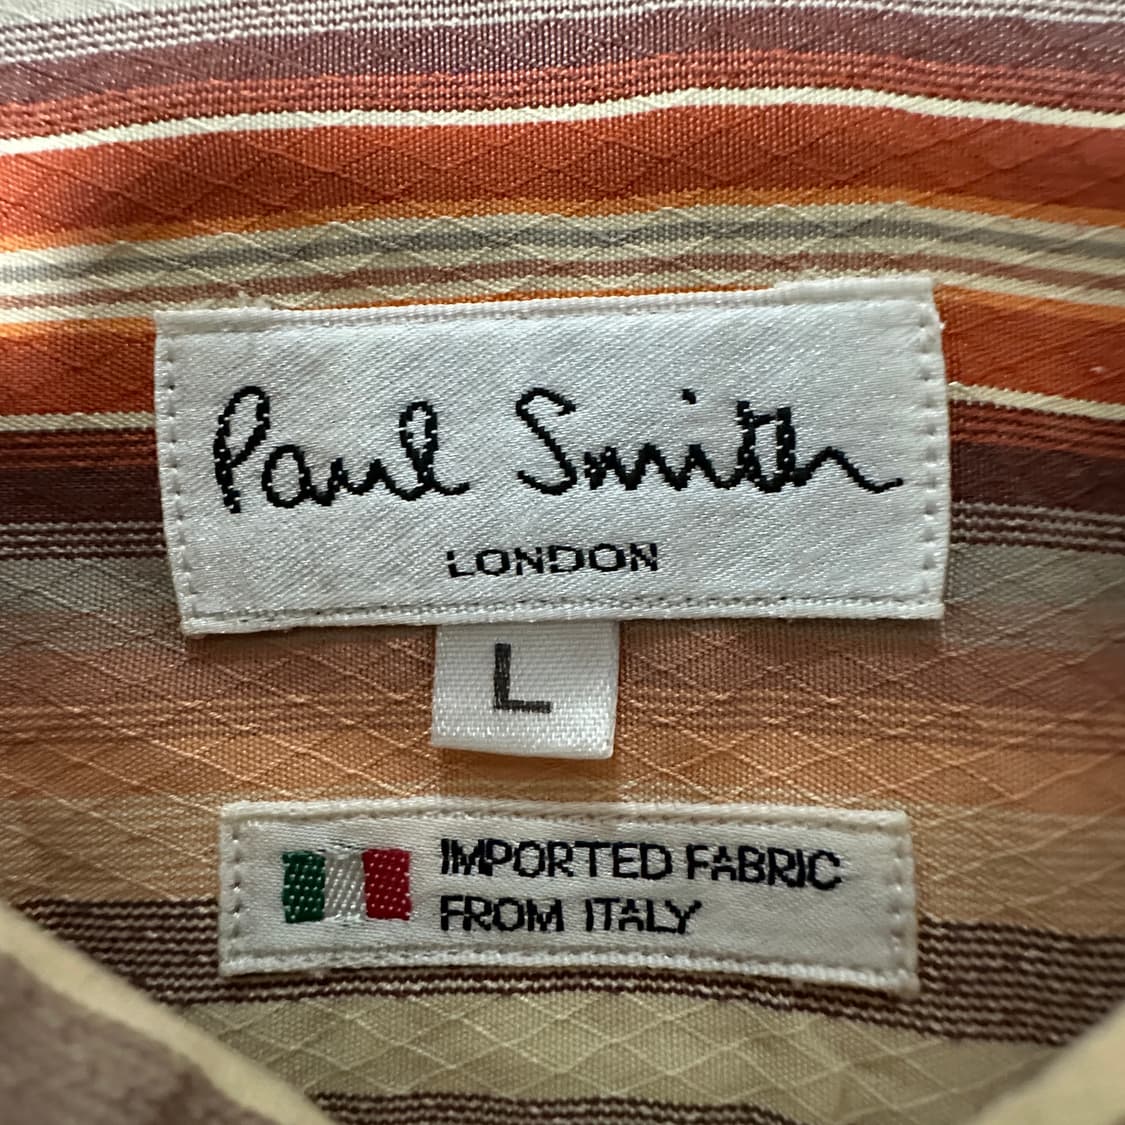 Paul Smith
LONDON
L
IMPORTED FABRIC
FROM ITALY